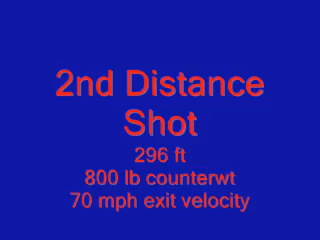 2nd Distance
Shot
296 ft
800 lb counterwt
70 mph exit velocity